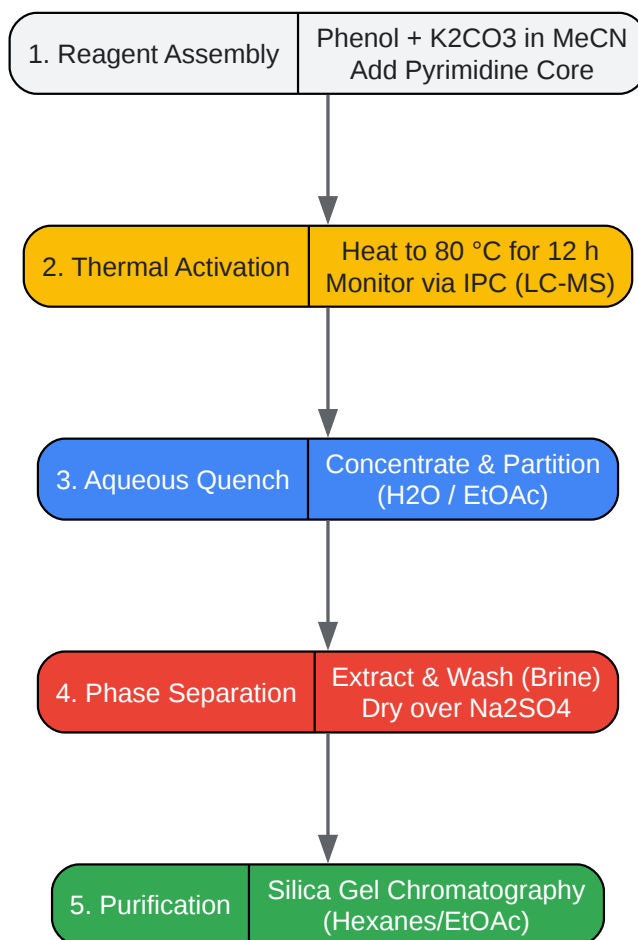 1. Reagent Assembly
Phenol + K2CO3 in MeCN
Add Pyrimidine Core
2. Thermal Activation
Heat to 80 °C for 12 h
Monitor via IPC (LC-MS)
3. Aqueous Quench
Concentrate & Partition
(H2O / EtOAc)
4. Phase Separation
Extract & Wash (Brine)
Dry over Na2SO4
5. Purification
Silica Gel Chromatography
(Hexanes/EtOAc)